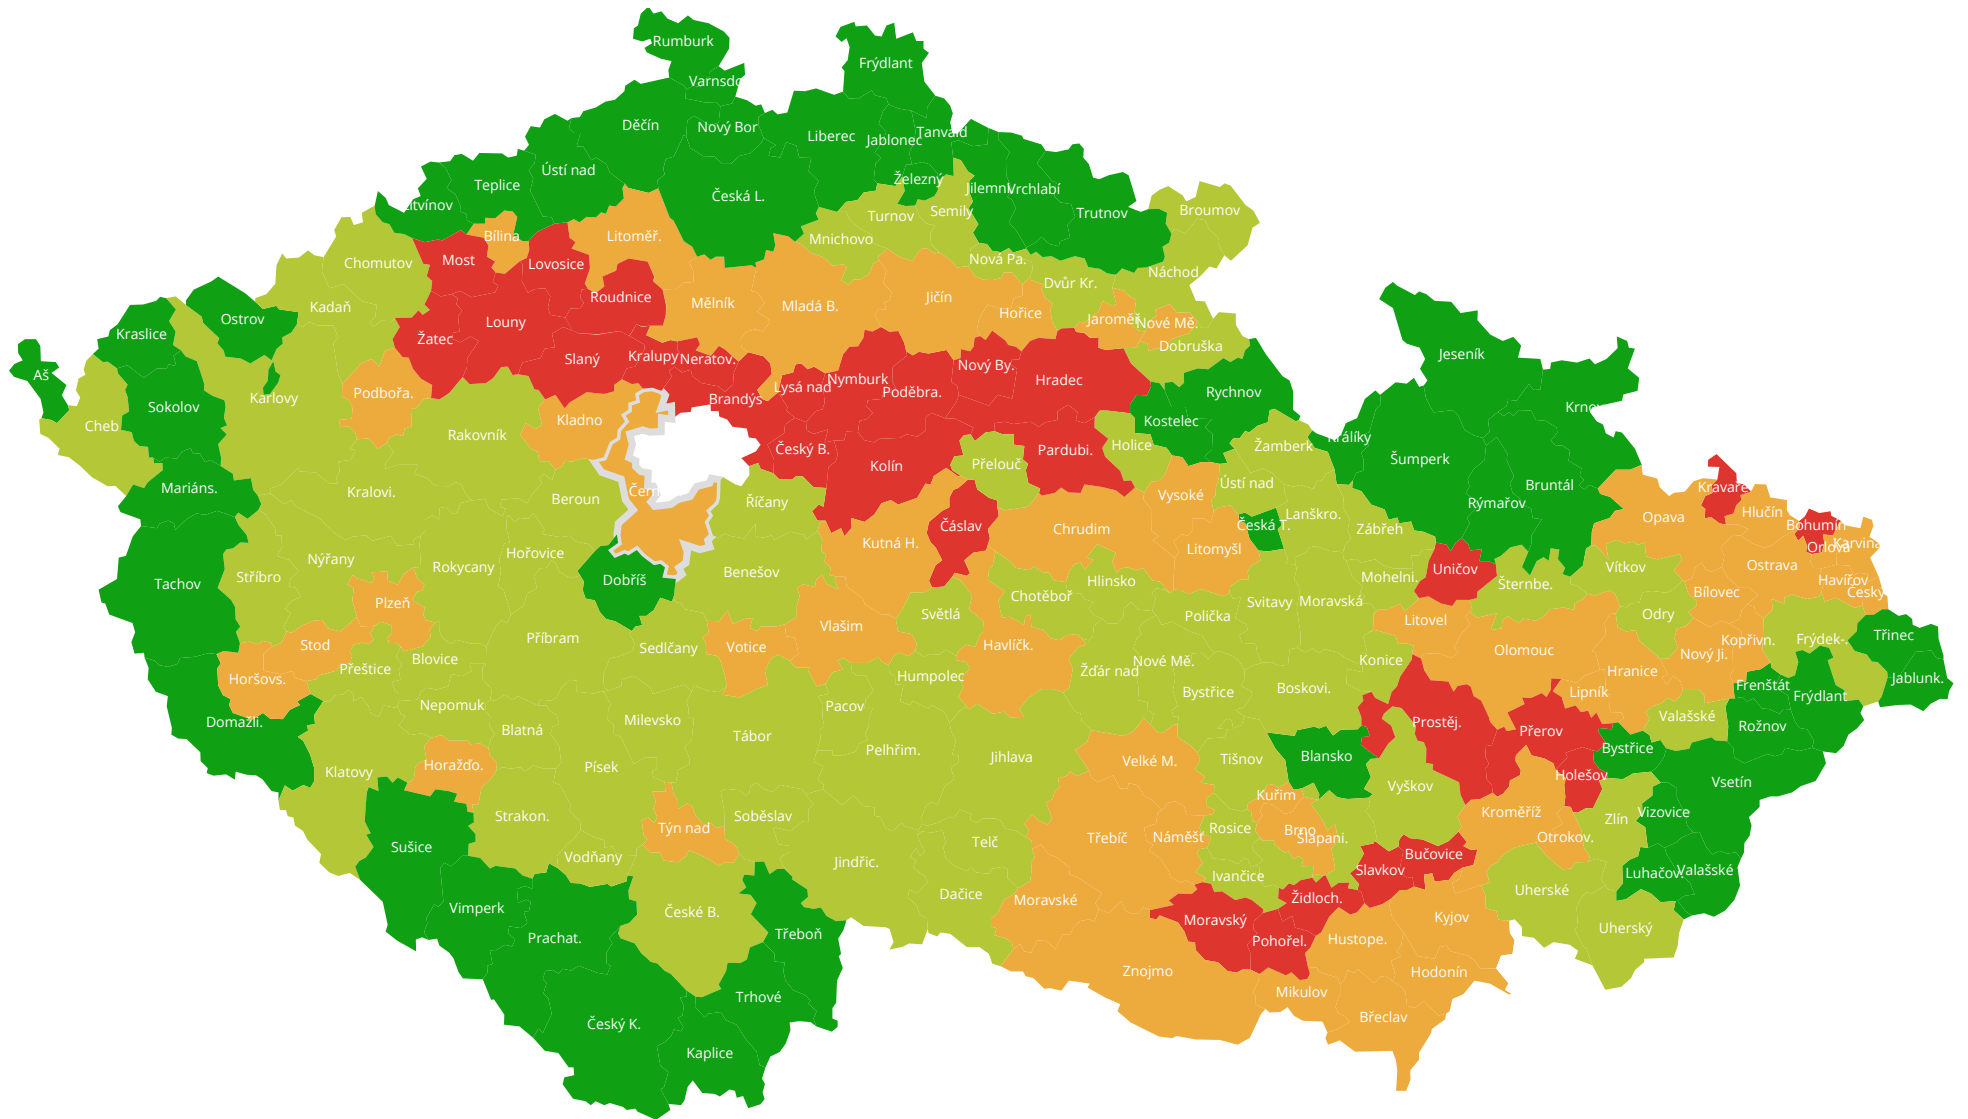 Rumburk
Frýdlant
Varnsdo
Děčín
Nový Bor
Liberec
Jablonec
Tanvald
Ústí nad
Teplice
Železný
Česká L.
Jilemni
Vrchlabí
itvínov
Turnov
Semily
Trutnov
Broumov
Bílina
Litoměř.
Mnichovo
Most
Lovosice
Nová Pa.
Chomutov
Náchod
Dvůr Kr.
Roudnice
Mělník
Mladá B.
Jičín
Kadaň
Hořice
Ostrov
Louny
Jaroměř
Nové Mě.
Kraslice
Žatec
Dobruška
Slaný
Kralupy
Neratov.
Jeseník
Nový By.
Aš
Nymburk
Hradec
Lysá nad
Poděbra.
Podbořa.
Rychnov
Karlovy
Brandýs
Sokolov
Krno
Kladno
Kostelec
Cheb
Rakovník
Králíky
Český B.
Pardubi.
Holice
Žamberk
Šumperk
Kolín
Přelouč
Mariáns.
Kralovi.
Čern
Beroun
Říčany
Vysoké
Ústí nad
Bruntál
Kravaře
Rýmařov
Lanškro.
Hlučín
Opava
Čáslav
Chrudim
Česká T.
Zábřeh
Bohumín
Kutná H.
Litomyšl
Karviná
Orlová
Hořovice
Nýřany
Rokycany
Ostrava
Vítkov
Stříbro
Tachov
Dobříš
Benešov
Hlinsko
Mohelni.
Uničov
Šternbe.
Havířov
Český
Bílovec
Chotěboř
Plzeň
Svitavy
Moravská
Světlá
Polička
Odry
Litovel
Vlašim
Příbram
Stod
Havlíčk.
Votice
Sedlčany
Kopřivn.
Frýdek-.
Třinec
Olomouc
Nový Ji.
Blovice
Konice
Nové Mě.
Přeštice
Žďár nad
Hranice
Horšovs.
Humpolec
Jablunk.
Frenštát
Boskovi.
Bystřice
Lipník
Frýdlant
Nepomuk
Pacov
Milevsko
Valašské
Domažli.
Prostěj.
Rožnov
Blatná
Přerov
Tábor
Pelhřim.
Bystřice
Jihlava
Blansko
Velké M.
Tišnov
Horažďo.
Písek
Klatovy
Holešov
Vsetín
Vyškov
Kuřim
Kroměříž
Vizovice
Strakon.
Soběslav
Zlín
Týn nad
Rosice
Brno
Šlapani.
Třebíč
Náměšť
Otrokov.
Telč
Sušice
Vodňany
Bučovice
Jindřic.
Slavkov
Valašské
Luhačov.
Ivančice
Uherské
Dačice
Židloch.
Moravské
Vimperk
České B.
Kyjov
Moravský
Uherský
Třeboň
Prachat.
Hustope.
Pohořel.
Znojmo
Hodonín
Mikulov
Trhové
Břeclav
Český K.
Kaplice